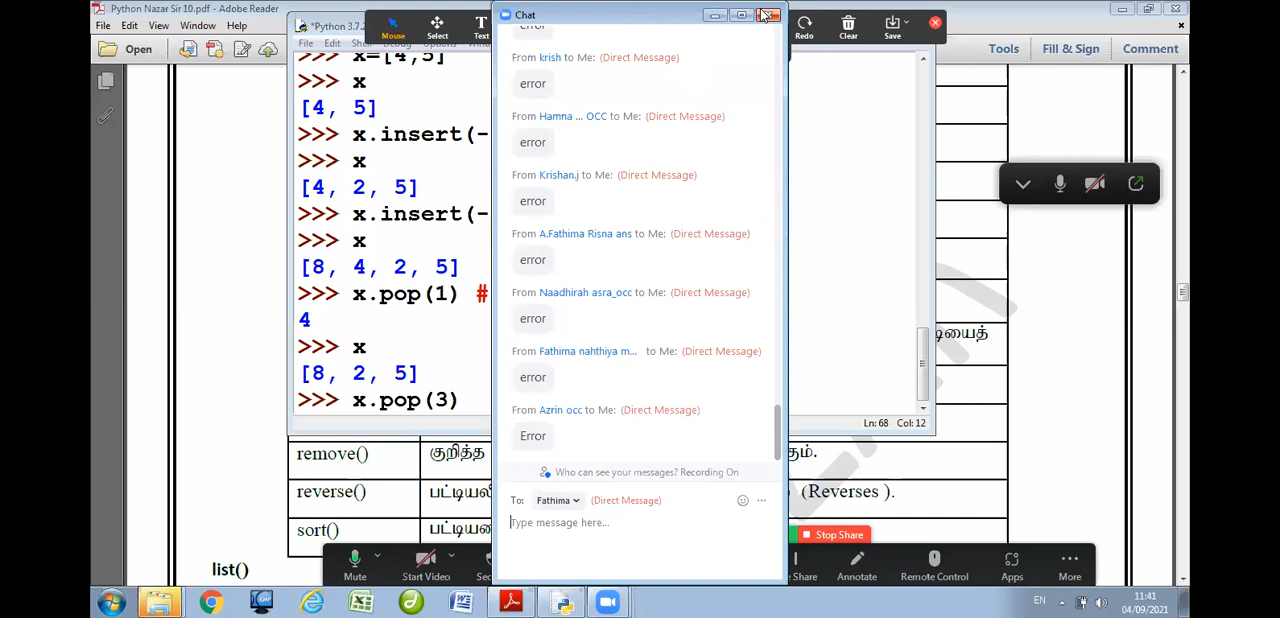 Python Nazar Sir 10.pdf - Adobe Reader
File Edit View Window Help
Open
Tools Fill & Sign Comment
*Python 3.7.2
File Edit Shell Debug Options
Mouse Select Text
Redo Clear Save
>>> x=[4,5]
>>> x
[4, 5]
>>> x.insert(-
>>> x
[4, 2, 5]
>>> x.insert(-
>>> x
[8, 4, 2, 5]
>>> x.pop(1) #
4
>>> x
[8, 2, 5]
>>> x.pop(3)
Ln: 68 Col: 12
Chat
error
From krish to Me: (Direct Message)
error
From Hamna ... OCC to Me: (Direct Message)
error
From Krishan.j to Me: (Direct Message)
error
From A.Fathima Risna ans to Me: (Direct Message)
error
From Naadhirah asra_occ to Me: (Direct Message)
error
From Fathima nahthiya m... to Me: (Direct Message)
error
From Azrin occ to Me: (Direct Message)
Error
Who can see your messages? Recording On
To: Fathima (Direct Message)
Type message here...
remove() குறித்த
reverse() (Reverses ).
sort()
list()
Stop Share
Mute Start Video Share Annotate Remote Control Apps More
EN 11:41
04/09/2021